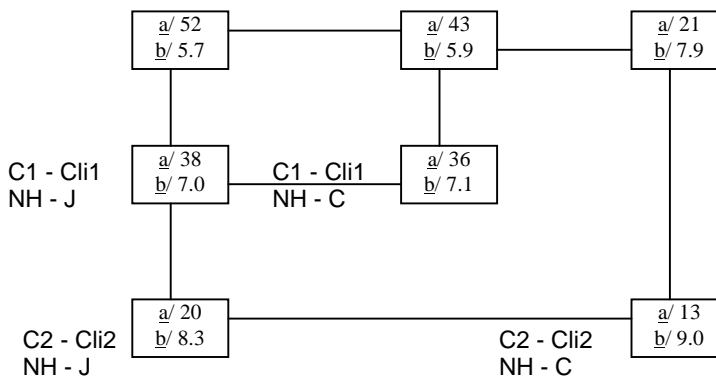 a/ 52
b/ 5.7
a/ 43
b/ 5.9
a/ 21
b/ 7.9
C1 - Cli1
NH - J
a/ 38
b/ 7.0
C1 - Cli1
NH - C
a/ 36
b/ 7.1
C2 - Cli2
NH - J
a/ 20
b/ 8.3
C2 - Cli2
NH - C
a/ 13
b/ 9.0